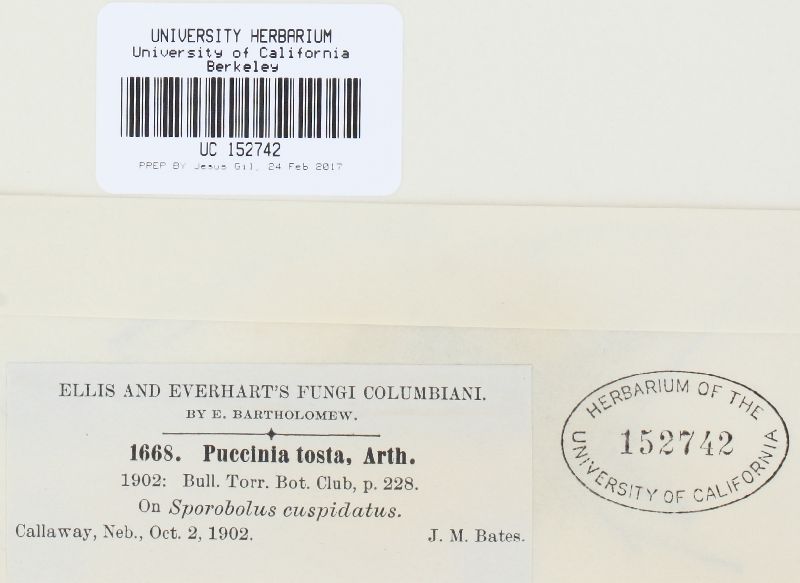 UNIVERSITY HERBARIUM
University of California
Berkeley
UC 152742
PREP BY Jesus Gil, 24 Feb 2017
ELLIS AND EVERHART'S FUNGI COLUMBIANI.
BY E. BARTHOLOMEW.
1668. Puccinia tosta, Arth.
1902: Bull. Torr. Bot. Club, p. 228.
On Sporobolus cuspidatus.
Callaway, Neb., Oct. 2, 1902. J. M. Bates.
HERBARIUM OF THE
152742
UNIVERSITY OF CALIFORNIA